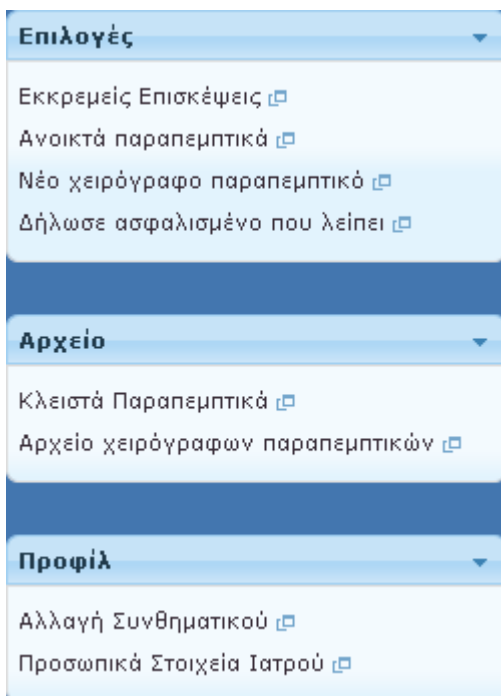 Επιλογές
Εκκρεμείς Επισκέψεις
Ανοικτά παραπεμπτικά
Νέο χειρόγραφο παραπεμπτικό
Δήλωσε ασφαλισμένο που λείπει
Αρχείο
Κλειστά Παραπεμπτικά
Αρχείο χειρόγραφων παραπεμπτικών
Προφίλ
Αλλαγή Συνθηματικού
Προσωπικά Στοιχεία Ιατρού